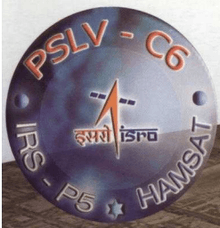 PSLV - C6
इसरो isro
IRS - P5
HAMSAT